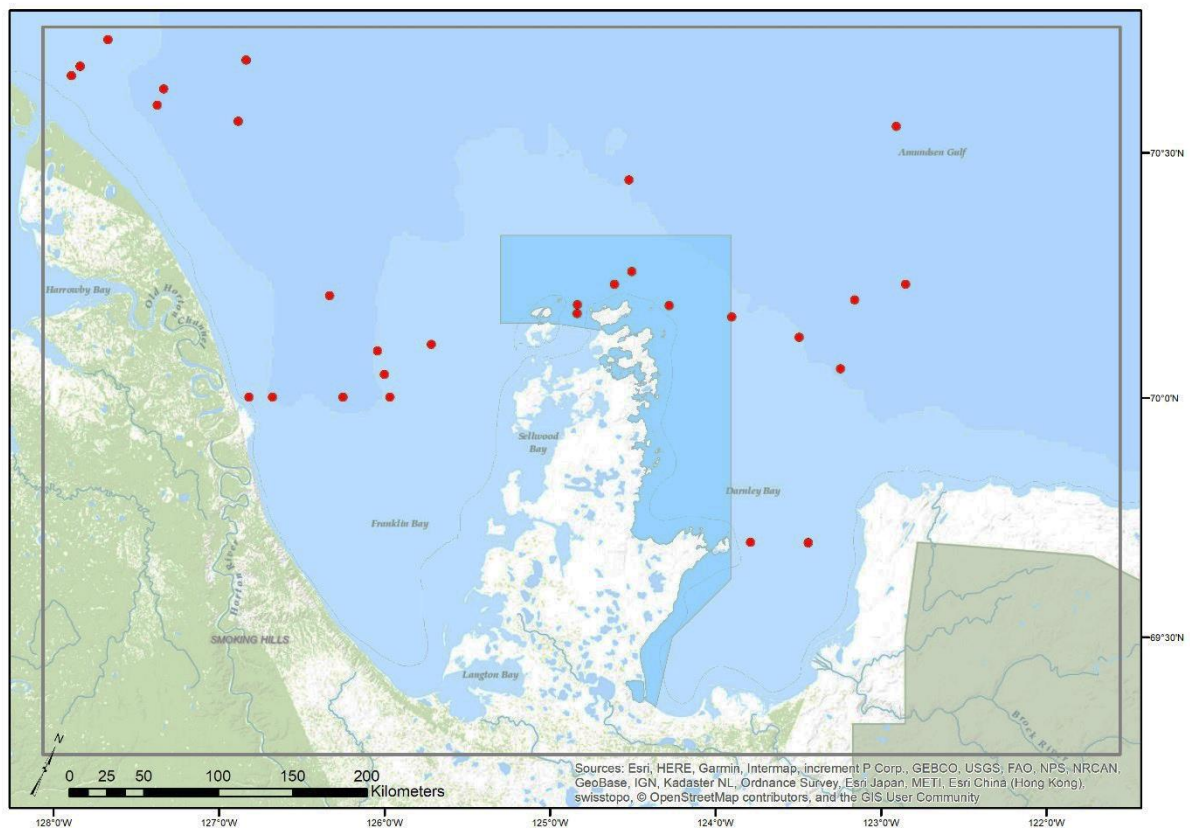 70°30'N
Amundsen Gulf
Harrowby Bay
Old Horton Channel
70°0'N
Sellwood
Bay
Darnley Bay
Franklin Bay
Horton River
SMOKING HILLS
69°30'N
Langton Bay
Brock River
N
0 25 50 100 150 200
Kilometers
Sources: Esri, HERE, Garmin, Intermap, increment P Corp., GEBCO, USGS, FAO, NPS, NRCAN,
GeoBase, IGN, Kadaster NL, Ordnance Survey, Esri Japan, METI, Esri China (Hong Kong),
swisstopo, © OpenStreetMap contributors, and the GIS User Community
128°0'W 127°0'W 126°0'W 125°0'W 124°0'W 123°0'W 122°0'W